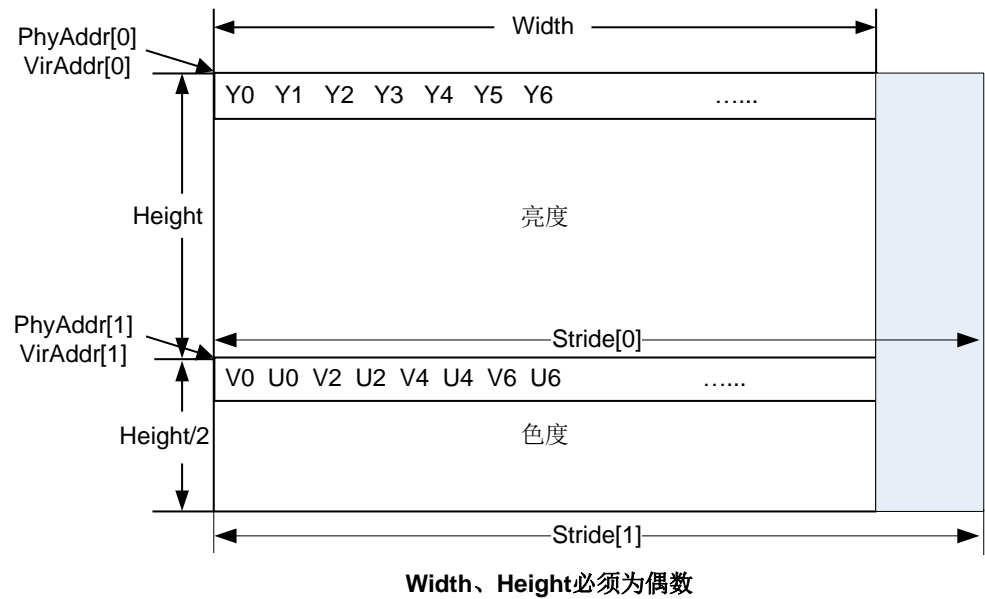 Width
PhyAddr[0]
VirAddr[0]
Y0 Y1 Y2 Y3 Y4 Y5 Y6 …...
Height
亮度
PhyAddr[1]
VirAddr[1]
Stride[0]
V0 U0 V2 U2 V4 U4 V6 U6 …...
Height/2
色度
Stride[1]
Width、Height必须为偶数